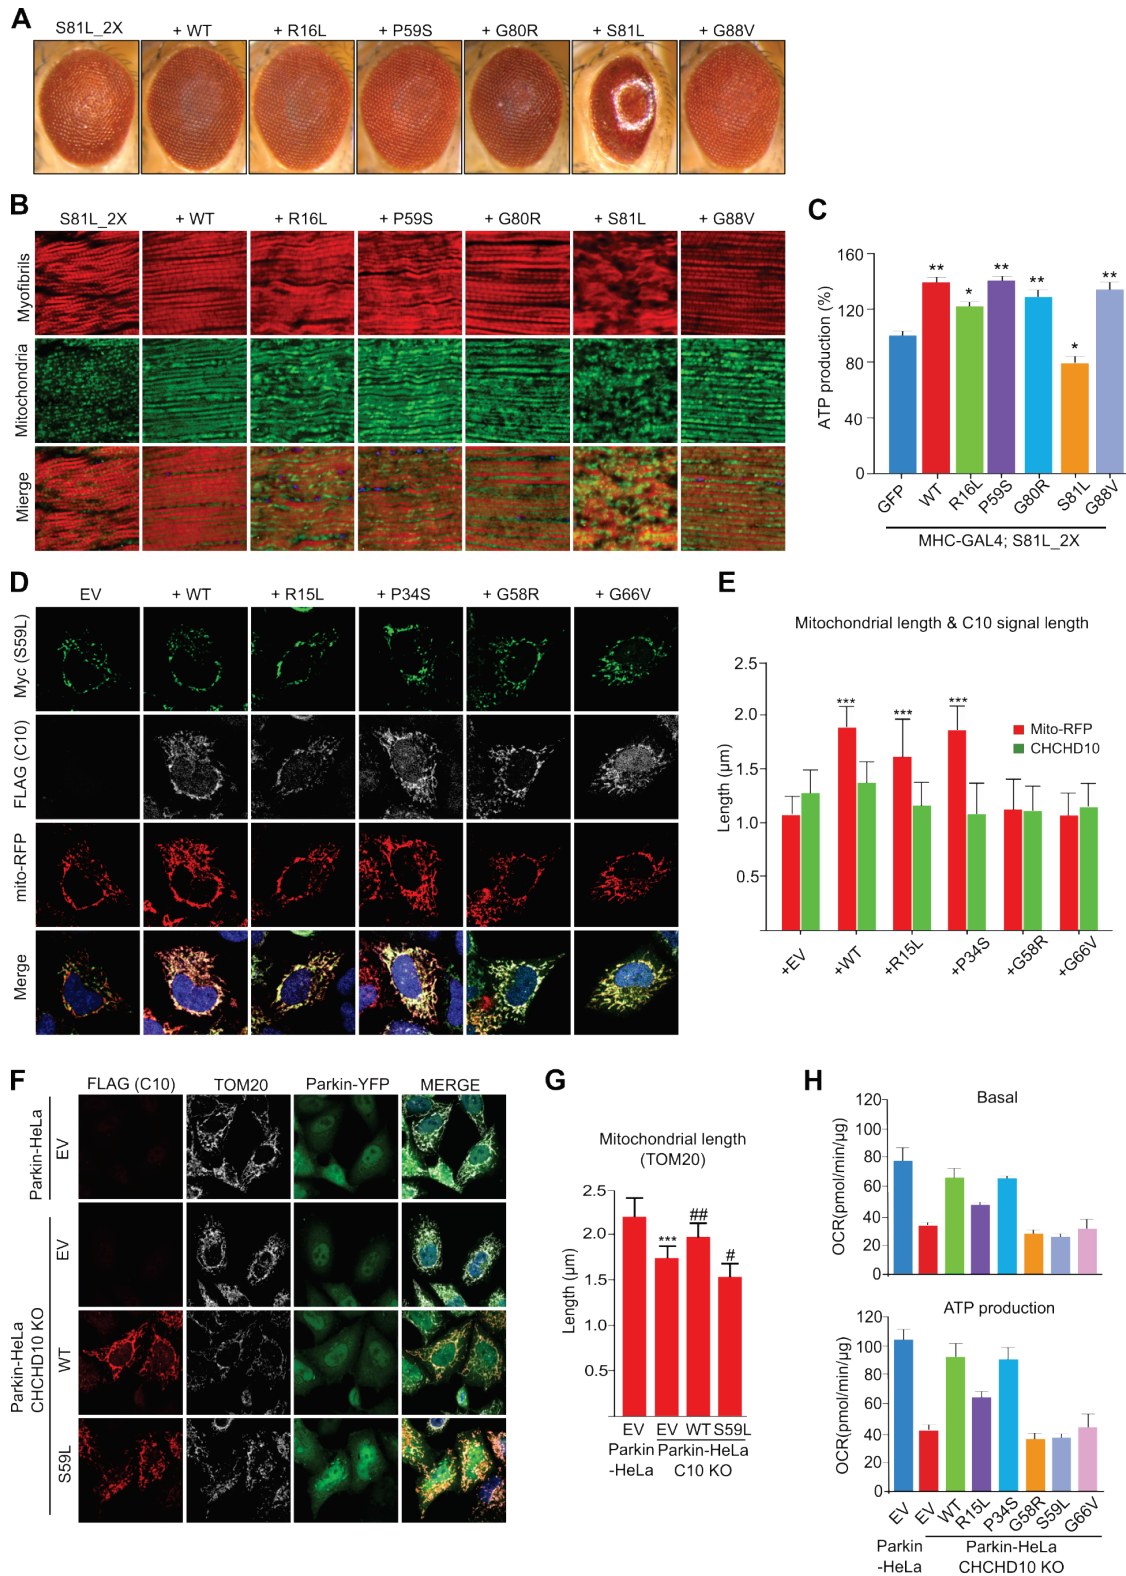 A
S81L_2X
+ WT
+ R16L
+ P59S
+ G80R
+ S81L
+ G88V
B
S81L_2X
+ WT
+ R16L
+ P59S
+ G80R
+ S81L
+ G88V
Myofibrils
Mitochondria
Mierge
C
ATP production (%)
160
120
80
40
0
**
*
**
**
*
**
GFP
WT
R16L
P59S
G80R
S81L
G88V
MHC-GAL4; S81L_2X
D
EV
+ WT
+ R15L
+ P34S
+ G58R
+ G66V
Myc (S59L)
FLAG (C10)
mito-RFP
Merge
E
Mitochondrial length & C10 signal length
Length (μm)
2.5
2.0
1.5
1.0
0.5
***
***
***
Mito-RFP
CHCHD10
+EV
+WT
+R15L
+P34S
+G58R
+G66V
F
FLAG (C10)
TOM20
Parkin-YFP
MERGE
Parkin-HeLa
EV
Parkin-HeLa
CHCHD10 KO
EV
WT
S59L
G
Mitochondrial length
(TOM20)
Length (μm)
2.5
2.0
1.5
1.0
0.5
***
##
#
EV
EV
WT
S59L
Parkin
-HeLa
Parkin-HeLa
C10 KO
H
Basal
OCR(pmol/min/μg)
120
100
80
60
40
20
0
ATP production
OCR(pmol/min/μg)
120
100
80
60
40
20
0
EV
EV
WT
R15L
P34S
G58R
S59L
G66V
Parkin
-HeLa
Parkin-HeLa
CHCHD10 KO